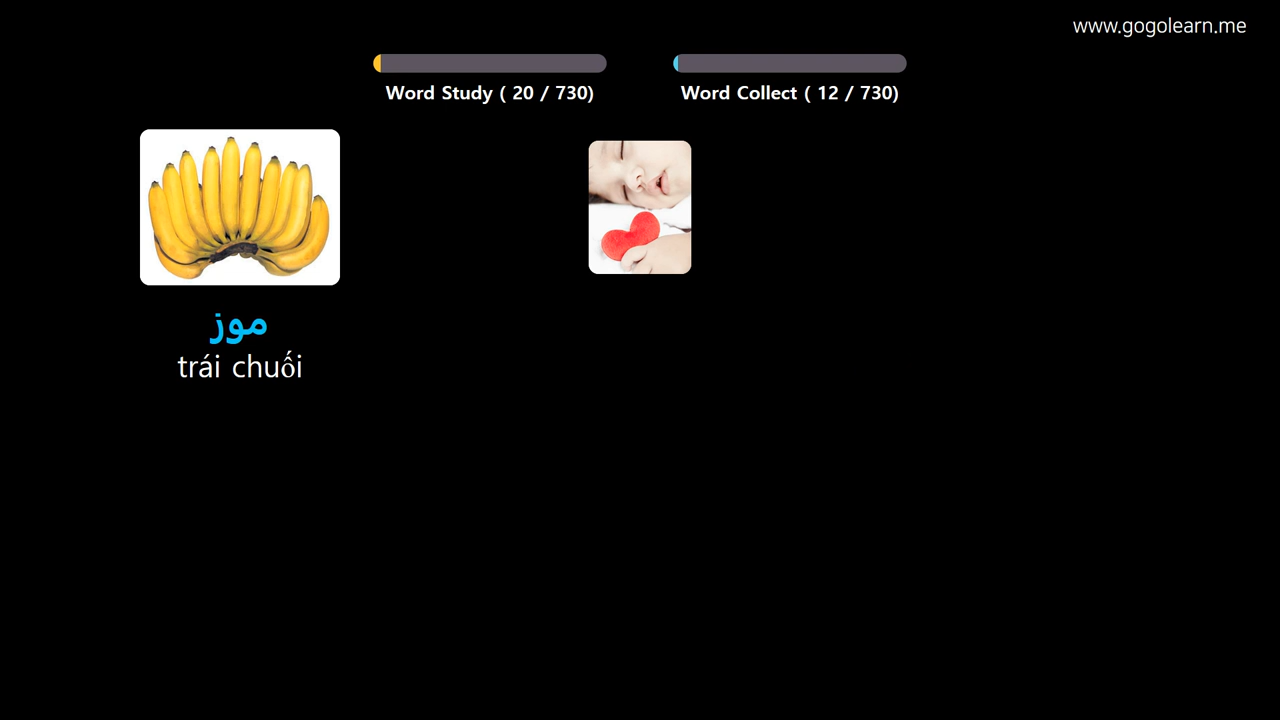 www.gogolearn.me
Word Study ( 20 / 730)
Word Collect ( 12 / 730)
موز
trái chuối